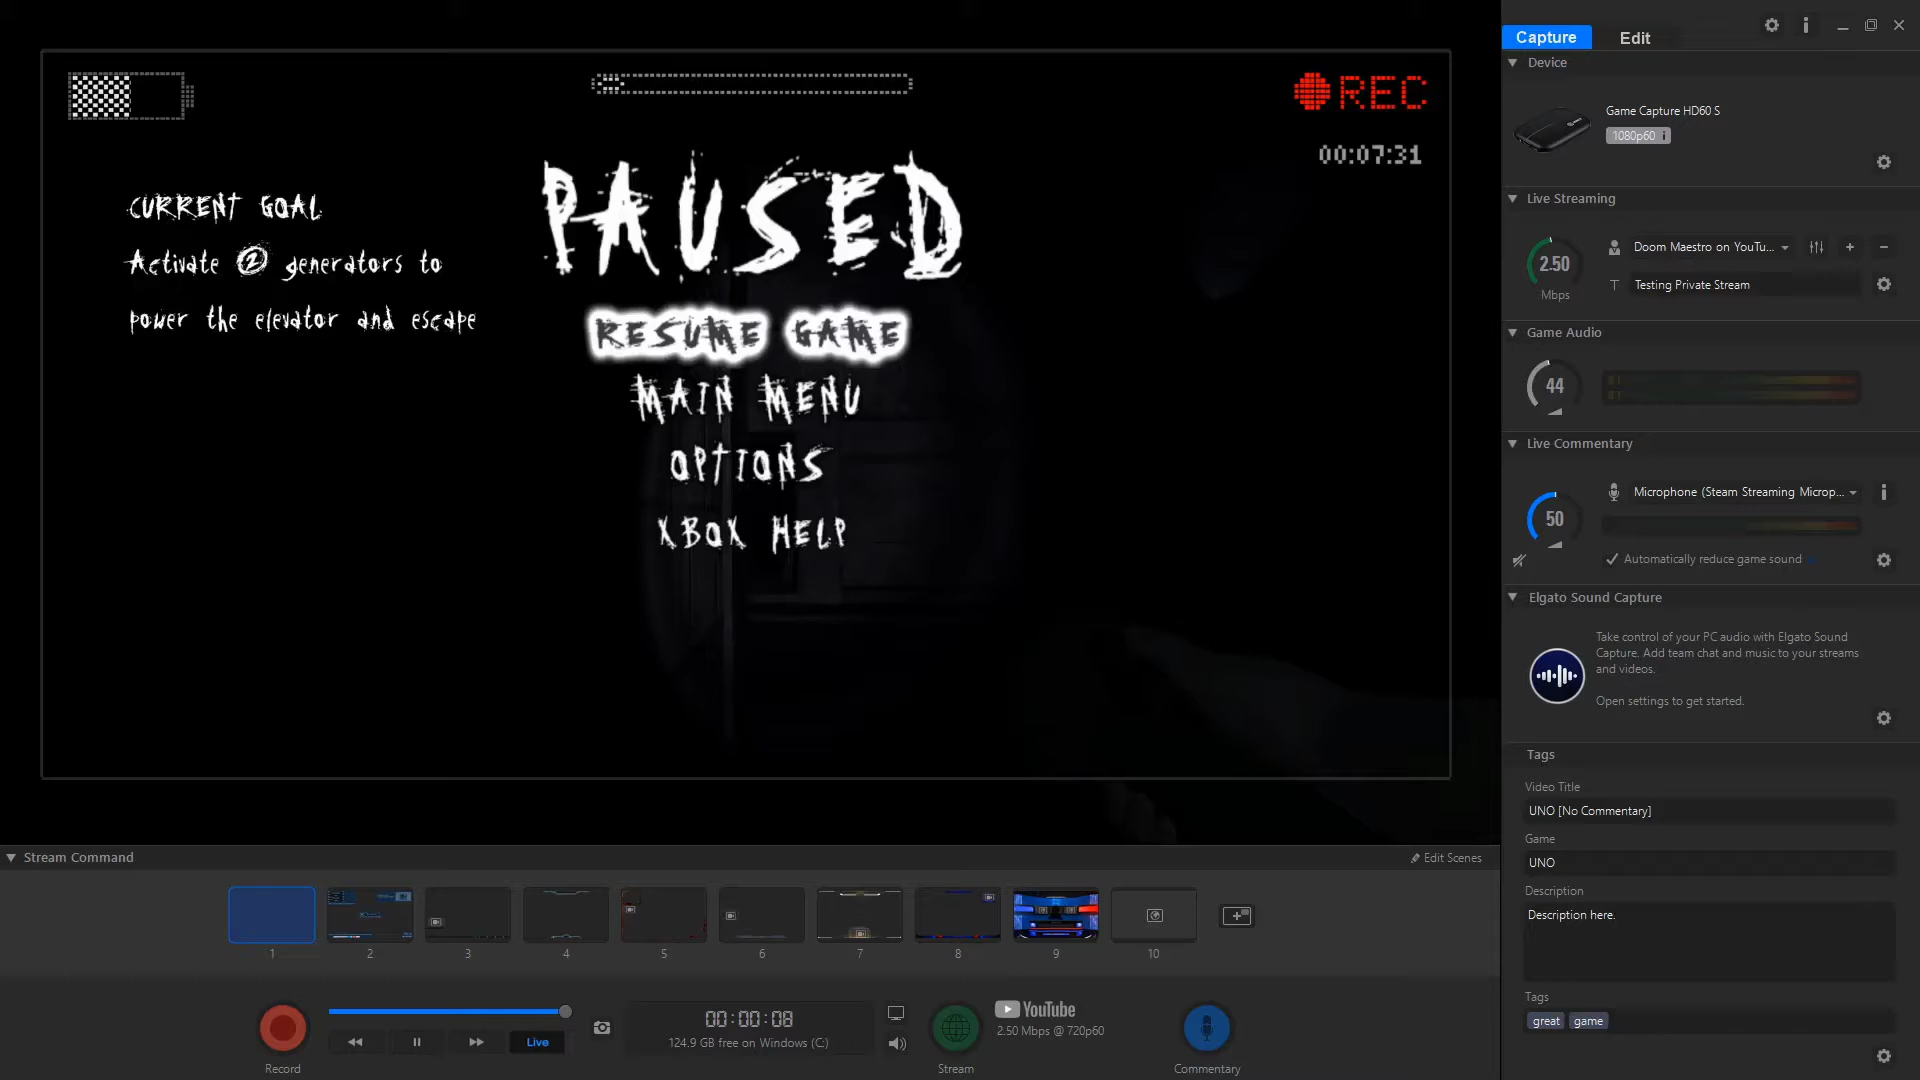 REC
00:07:31
PAUSED
CURRENT GOAL
Activate 2 generators to
power the elevator and escape
RESUME GAME
MAIN MENU
OPTIONS
XBOX HELP
Capture
Edit
Device
Game Capture HD60 S
1080p60 i
Live Streaming
2.50
Mbps
Doom Maestro on YouTu...
Testing Private Stream
Game Audio
44
Live Commentary
50
Microphone (Steam Streaming Microp...
Automatically reduce game sound
Elgato Sound Capture
Take control of your PC audio with Elgato Sound
Capture. Add team chat and music to your streams
and videos.
Open settings to get started.
Tags
Video Title
UNO [No Commentary]
Game
UNO
Description
Description here.
Tags
great game
Stream Command
Edit Scenes
1 2 3 4 5 6 7 8 9 10
Record
Live
00:00:08
124.9 GB free on Windows (C:)
Stream
YouTube
2.50 Mbps @ 720p60
Commentary